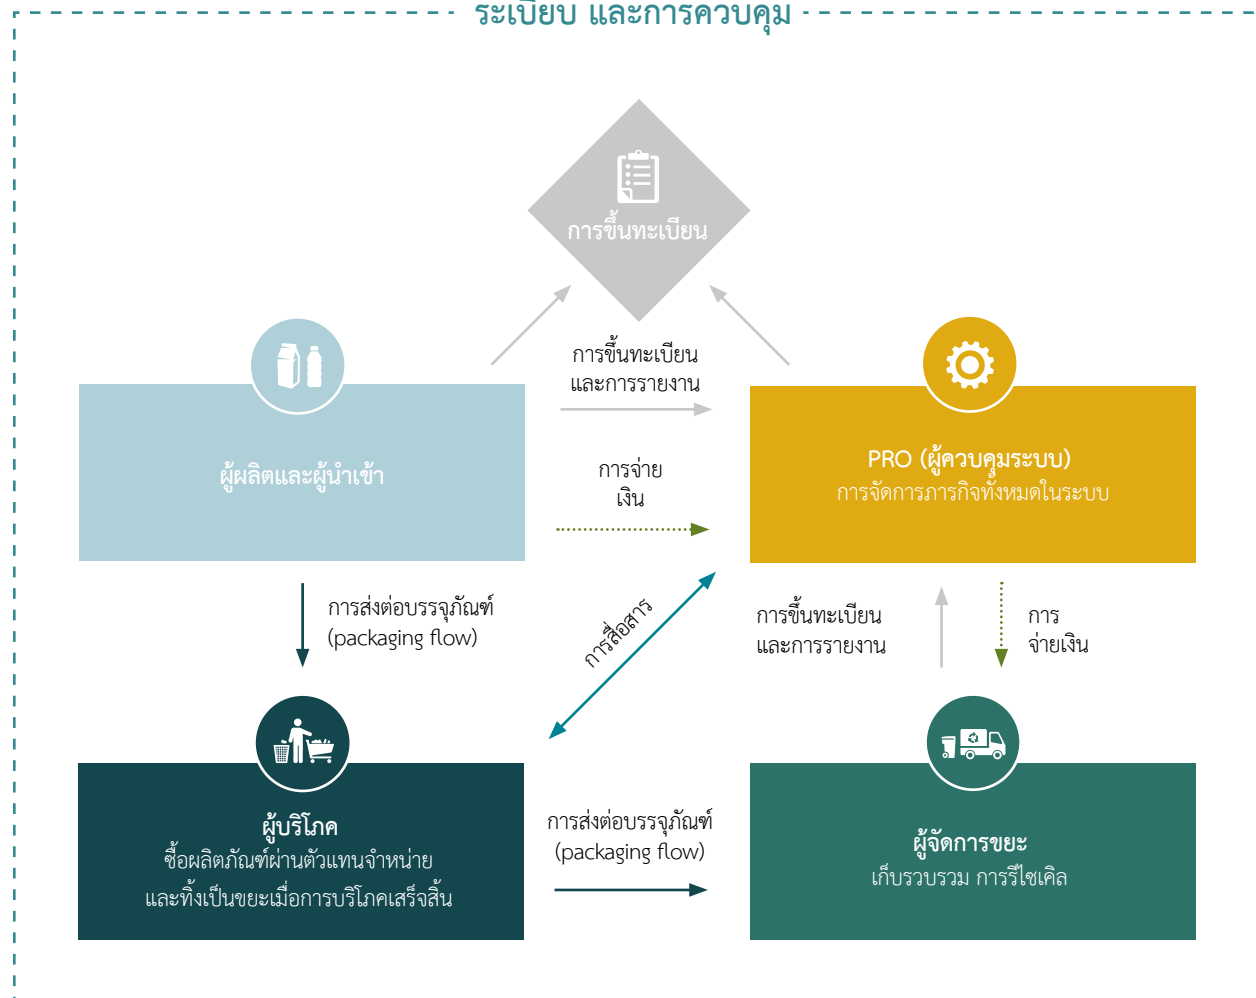 ระเบียบ และการควบคุม
การขึ้นทะเบียน
การขึ้นทะเบียน
และการรายงาน
ผู้ผลิตและผู้นำเข้า
การจ่าย
เงิน
PRO (ผู้ควบคุมระบบ)
การจัดการภารกิจทั้งหมดในระบบ
การส่งต่อบรรจุภัณฑ์
(packaging flow)
การสื่อสาร
การขึ้นทะเบียน
และการรายงาน
การ
จ่ายเงิน
ผู้บริโภค
ซื้อผลิตภัณฑ์ผ่านตัวแทนจำหน่าย
และทิ้งเป็นขยะเมื่อการบริโภคเสร็จสิ้น
การส่งต่อบรรจุภัณฑ์
(packaging flow)
ผู้จัดการขยะ
เก็บรวบรวม การรีไซเคิล